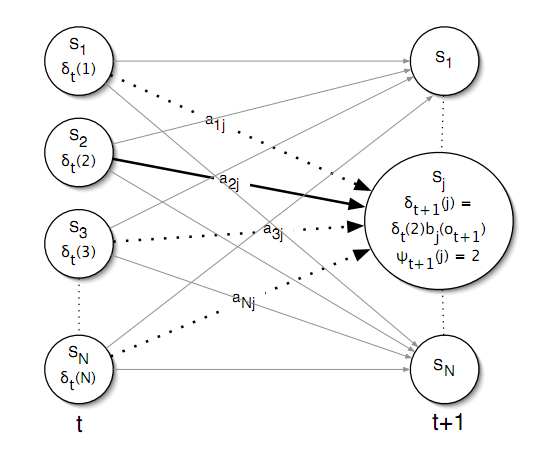 S1
δt(1)
S2
δt(2)
S3
δt(3)
SN
δt(N)
t
a1j
a2j
a3j
aNj
S1
Sj
δt+1(j) =
δt(2)bj(ot+1)
ψt+1(j) = 2
SN
t+1